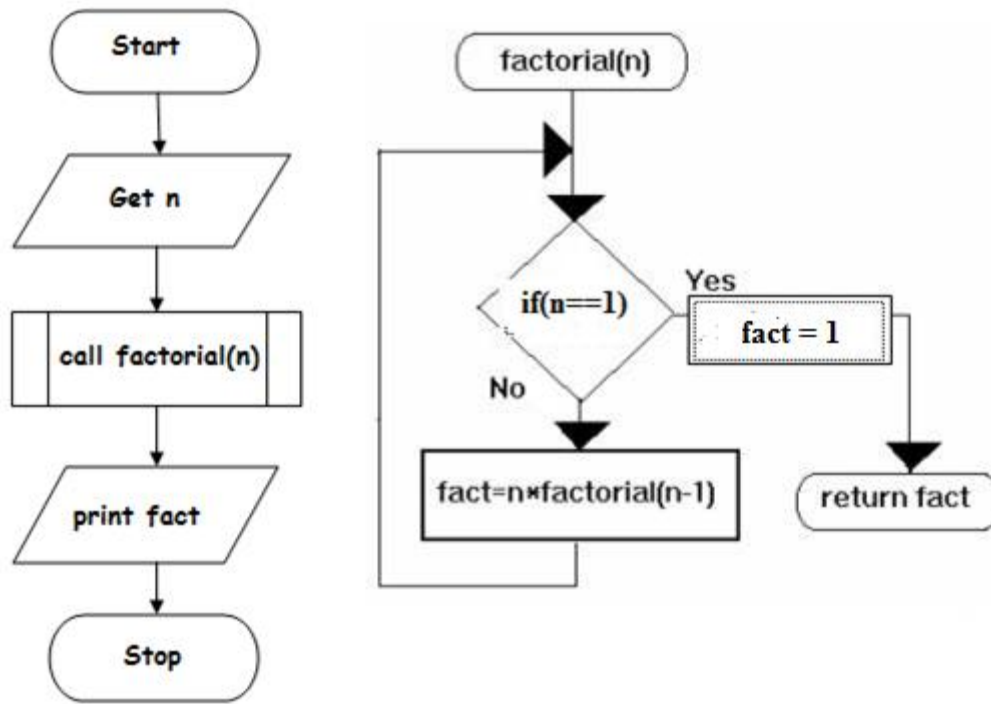 Start
Get n
call factorial(n)
print fact
Stop
factorial(n)
if(n==1)
Yes
fact = 1
No
fact=n*factorial(n-1)
return fact